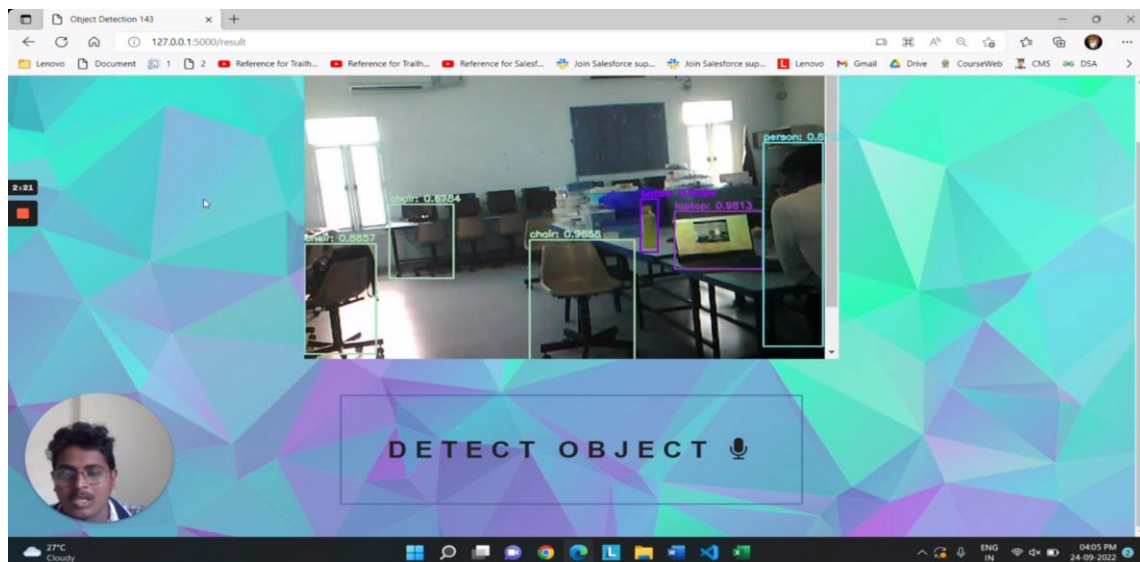 Object Detection 143
127.0.0.1:5000/result
Lenovo
Document
1
2
Reference for Trailh...
Reference for Trailh...
Reference for Salesf...
Join Salesforce sup...
Join Salesforce sup...
Lenovo
Gmail
Drive
CourseWeb
CMS
DSA
person: 0.8
2:21
chair: 0.6784
laptop: 0.9813
chair: 0.8857
chair: 0.9858
DETECT OBJECT
27°C
Cloudy
ENG
IN
04:05 PM
24-09-2022